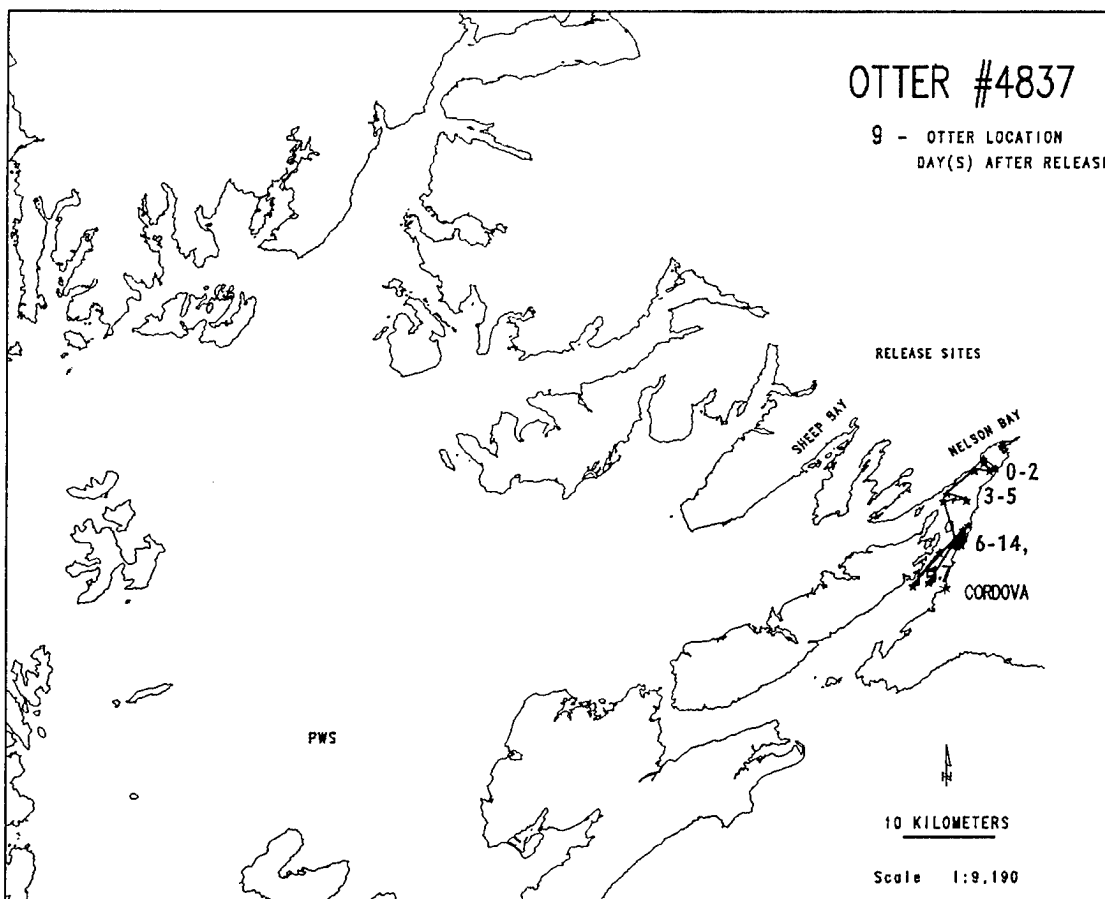 OTTER #4837
9 - OTTER LOCATION
DAY(S) AFTER RELEASE
RELEASE SITES
SHEEP BAY
NELSON BAY
0-2
3-5
6-14,
CORDOVA
PWS
N
10 KILOMETERS
Scale 1:9,190